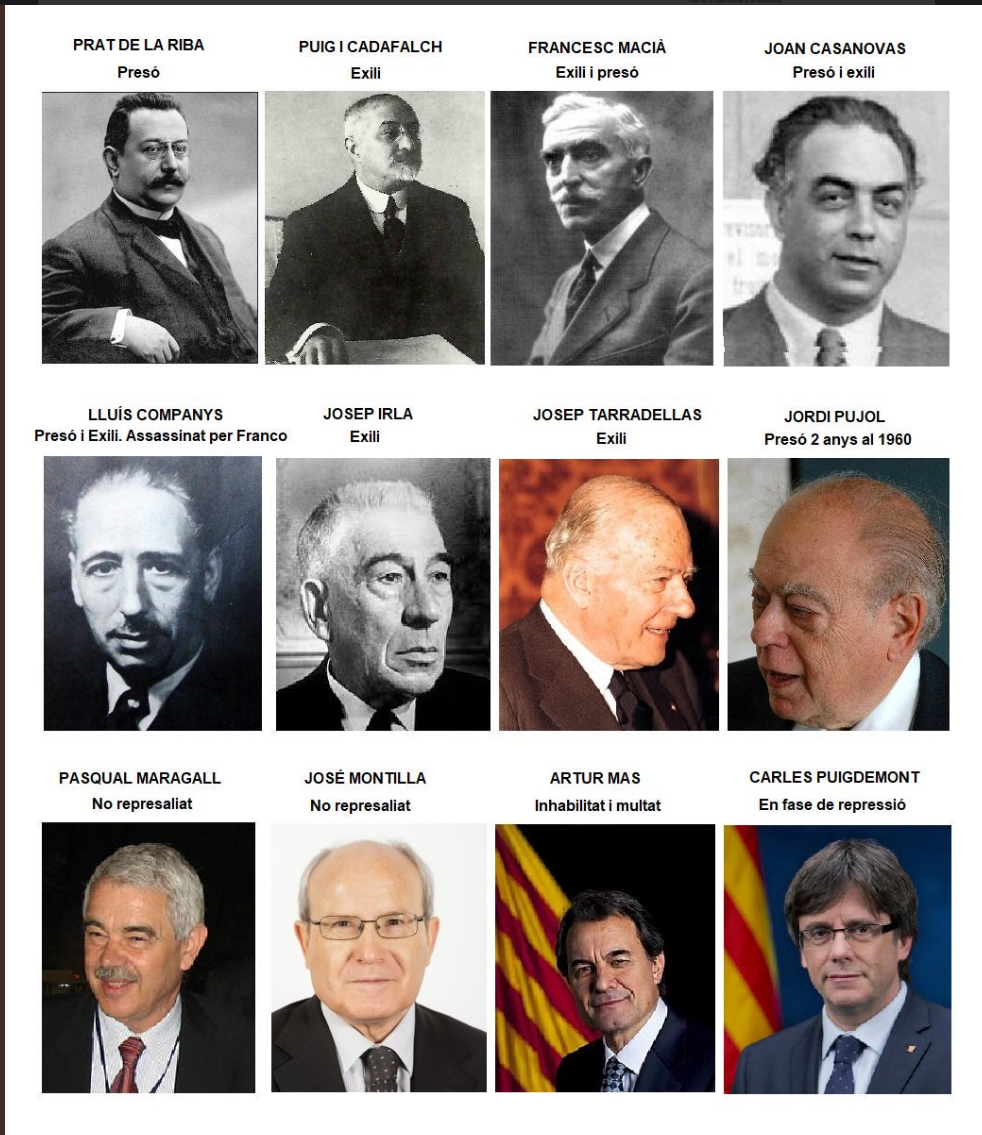 PRAT DE LA RIBA
Presó
PUIG I CADAFALCH
Exili
FRANCESC MACIÀ
Exili i presó
JOAN CASANOVAS
Presó i exili
LLUÍS COMPANYS
Presó i Exili. Assassinat per Franco
JOSEP IRLA
Exili
JOSEP TARRADELLAS
Exili
JORDI PUJOL
Presó 2 anys al 1960
PASQUAL MARAGALL
No represaliat
JOSÉ MONTILLA
No represaliat
ARTUR MAS
Inhabilitat i multat
CARLES PUIGDEMONT
En fase de repressió